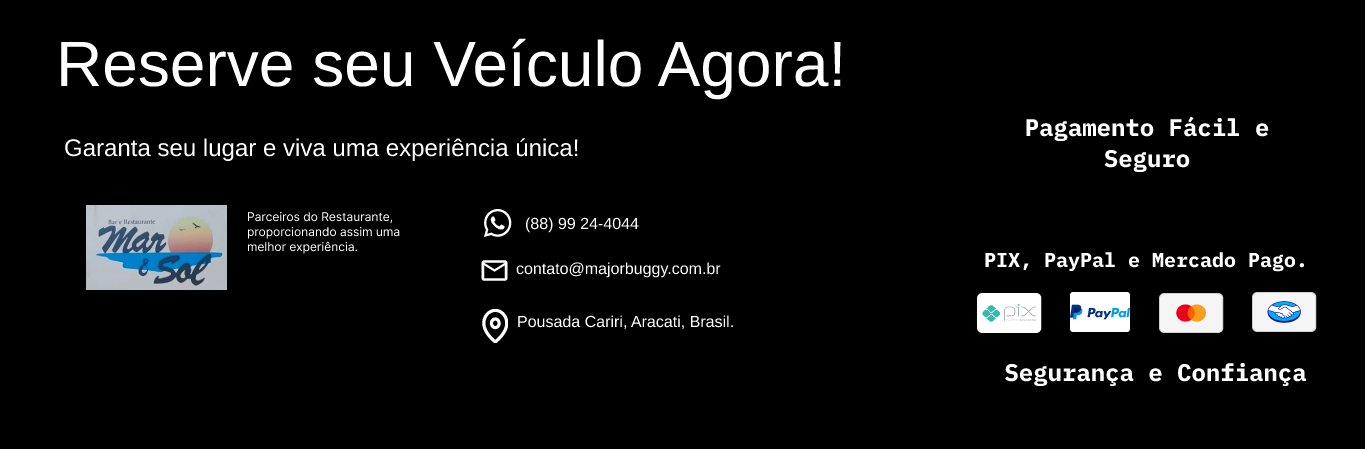 Reserve seu Veículo Agora!
Garanta seu lugar e viva uma experiência única!
Bar e Restaurante
Mar
é Sol
Parceiros do Restaurante,
proporcionando assim uma
melhor experiência.
(88) 99 24-4044
contato@majorbuggy.com.br
Pousada Cariri, Aracati, Brasil.
Pagamento Fácil e
Seguro
PIX, PayPal e Mercado Pago.
pix
PayPal
Segurança e Confiança